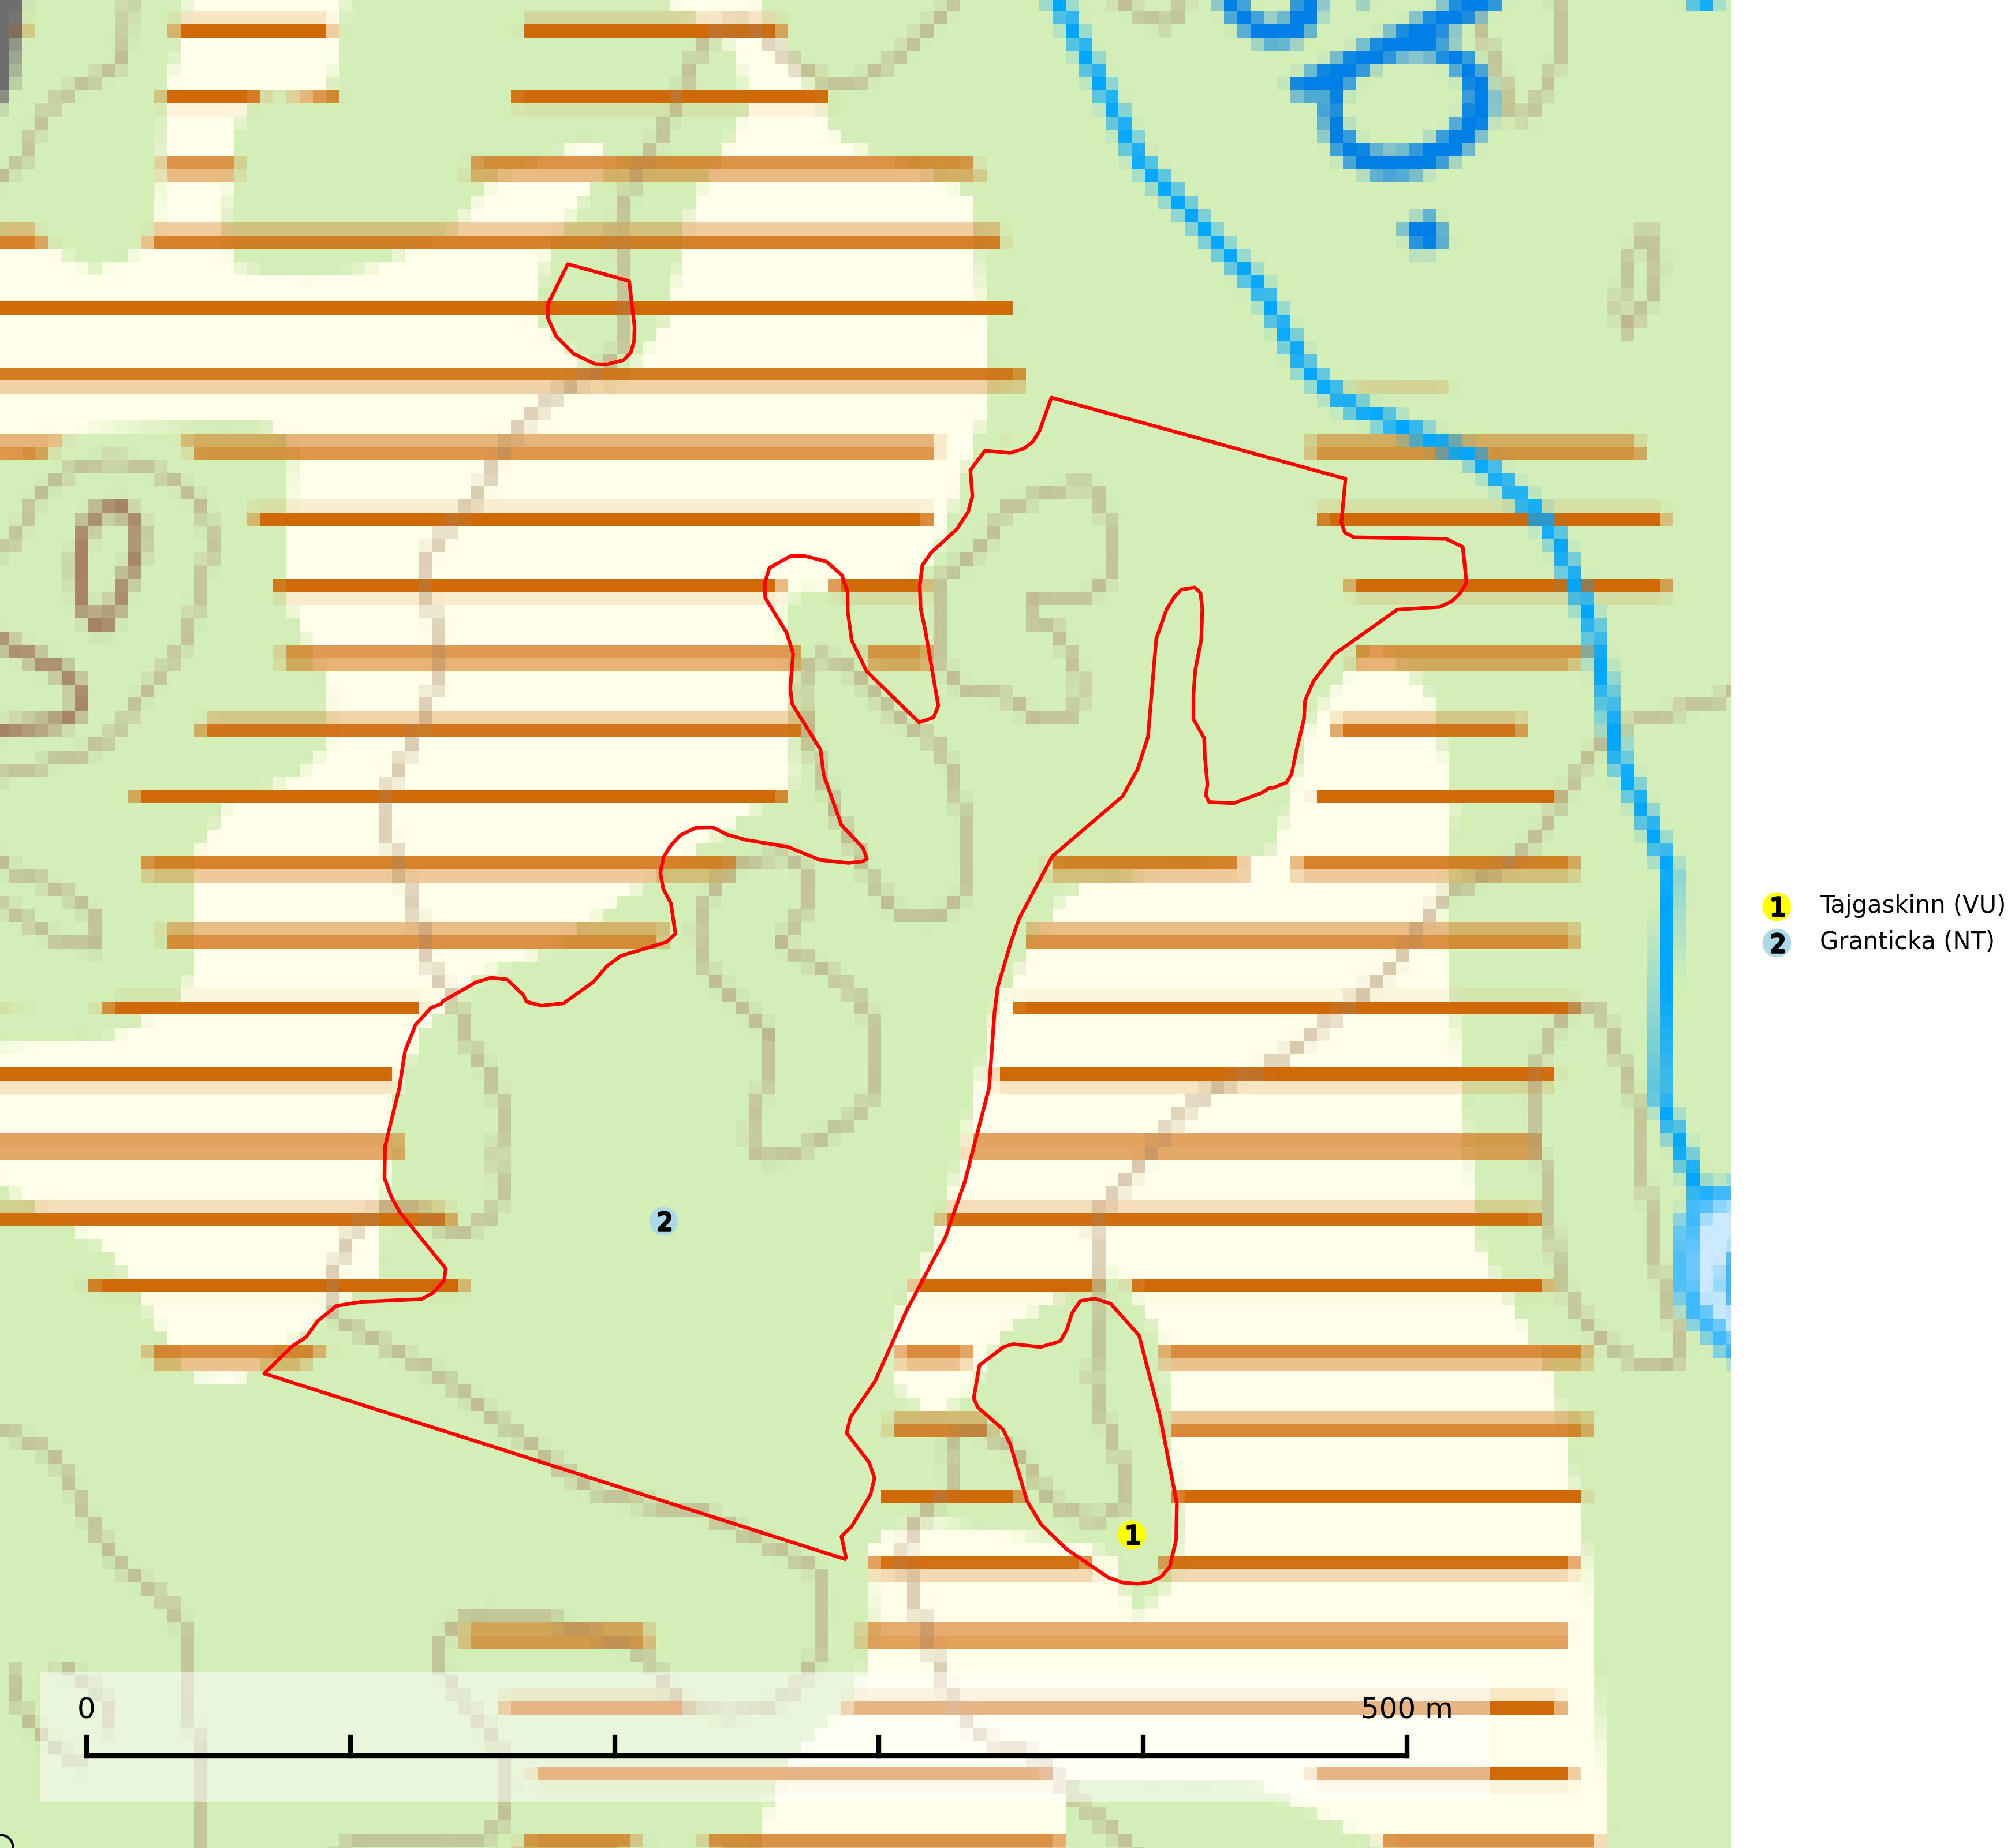 1 Tajgaskinn (VU)
2 Granticka (NT)
2
1
0 500 m